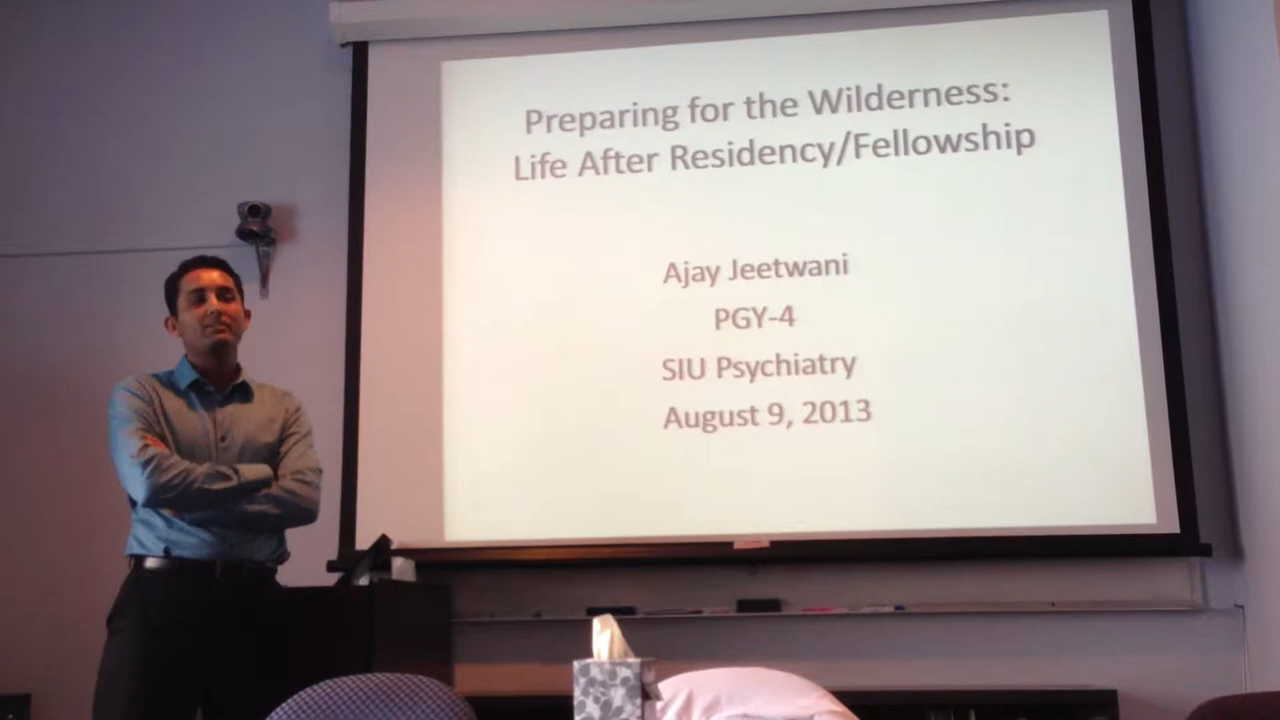 Preparing for the Wilderness:
Life After Residency/Fellowship
Ajay Jeetwani
PGY-4
SIU Psychiatry
August 9, 2013